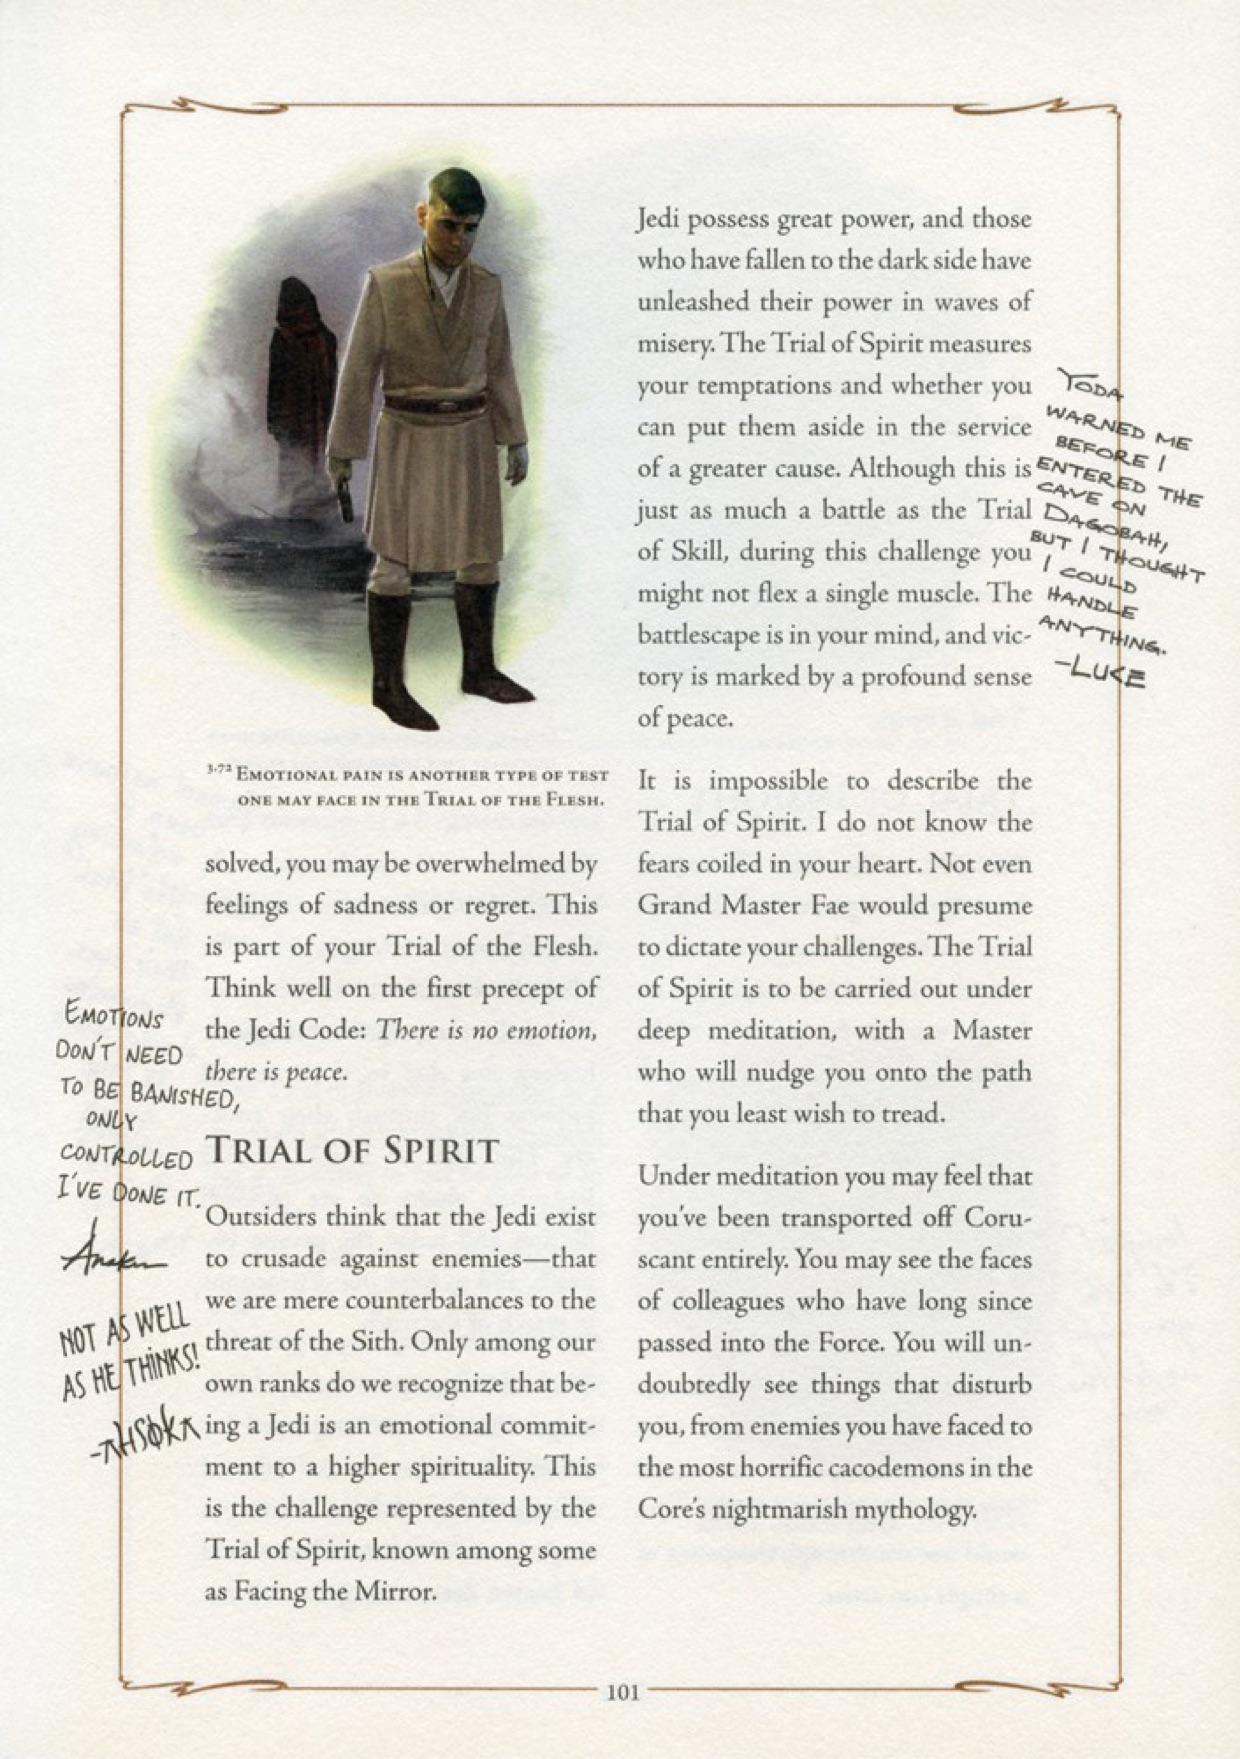 3.72 EMOTIONAL PAIN IS ANOTHER TYPE OF TEST
ONE MAY FACE IN THE TRIAL OF THE FLESH.
solved, you may be overwhelmed by
feelings of sadness or regret. This
is part of your Trial of the Flesh.
Think well on the first precept of
the Jedi Code: There is no emotion,
there is peace.
EMOTIONS
DON'T NEED
TO BE BANISHED,
ONLY
CONTROLLED
I'VE DONE IT.
Anakin
NOT AS WELL
AS HE THINKS!
-AHSOKA
TRIAL OF SPIRIT
Outsiders think that the Jedi exist
to crusade against enemies—that
we are mere counterbalances to the
threat of the Sith. Only among our
own ranks do we recognize that be-
ing a Jedi is an emotional commit-
ment to a higher spirituality. This
is the challenge represented by the
Trial of Spirit, known among some
as Facing the Mirror.
Jedi possess great power, and those
who have fallen to the dark side have
unleashed their power in waves of
misery. The Trial of Spirit measures
your temptations and whether you
can put them aside in the service
of a greater cause. Although this is
just as much a battle as the Trial
of Skill, during this challenge you
might not flex a single muscle. The
battlescape is in your mind, and vic-
tory is marked by a profound sense
of peace.
YODA
WARNED ME
BEFORE I
ENTERED THE
CAVE ON
DAGOBAH,
BUT I THOUGHT
I COULD
HANDLE
ANYTHING.
-LUKE
It is impossible to describe the
Trial of Spirit. I do not know the
fears coiled in your heart. Not even
Grand Master Fae would presume
to dictate your challenges. The Trial
of Spirit is to be carried out under
deep meditation, with a Master
who will nudge you onto the path
that you least wish to tread.
Under meditation you may feel that
you've been transported off Coru-
scant entirely. You may see the faces
of colleagues who have long since
passed into the Force. You will un-
doubtedly see things that disturb
you, from enemies you have faced to
the most horrific cacodemons in the
Core's nightmarish mythology.
101